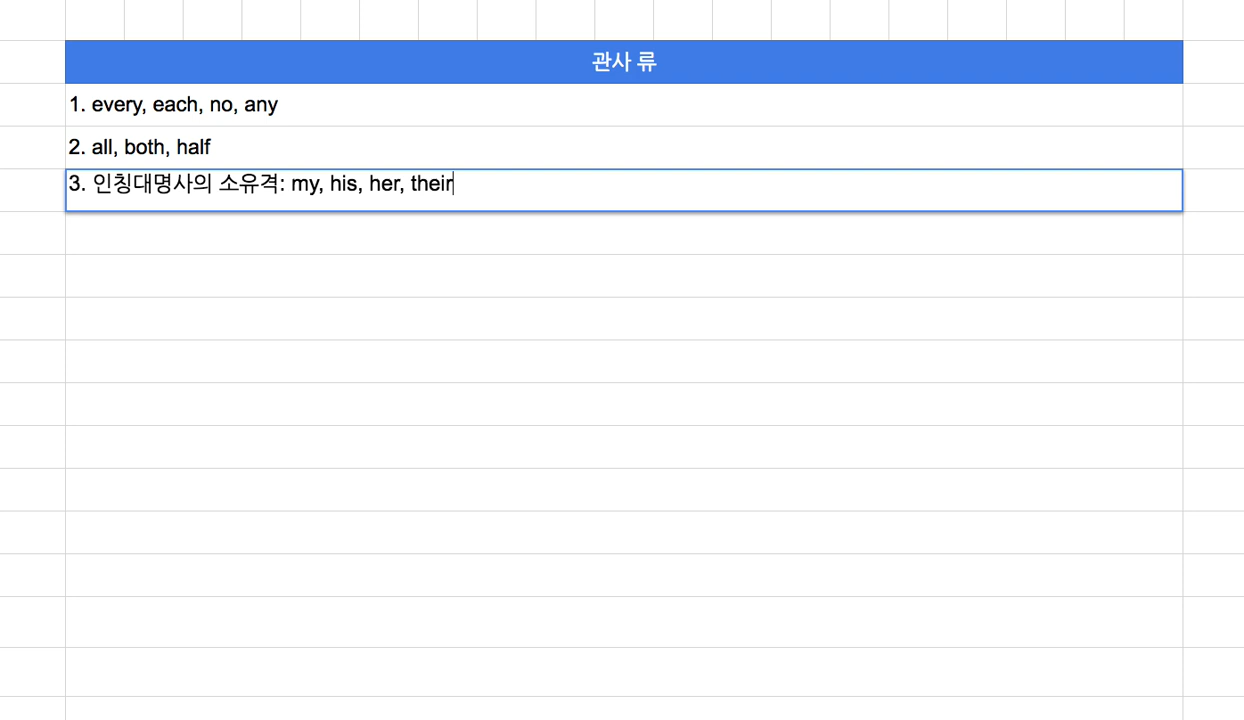 관사 류
1. every, each, no, any
2. all, both, half
3. 인칭대명사의 소유격: my, his, her, their